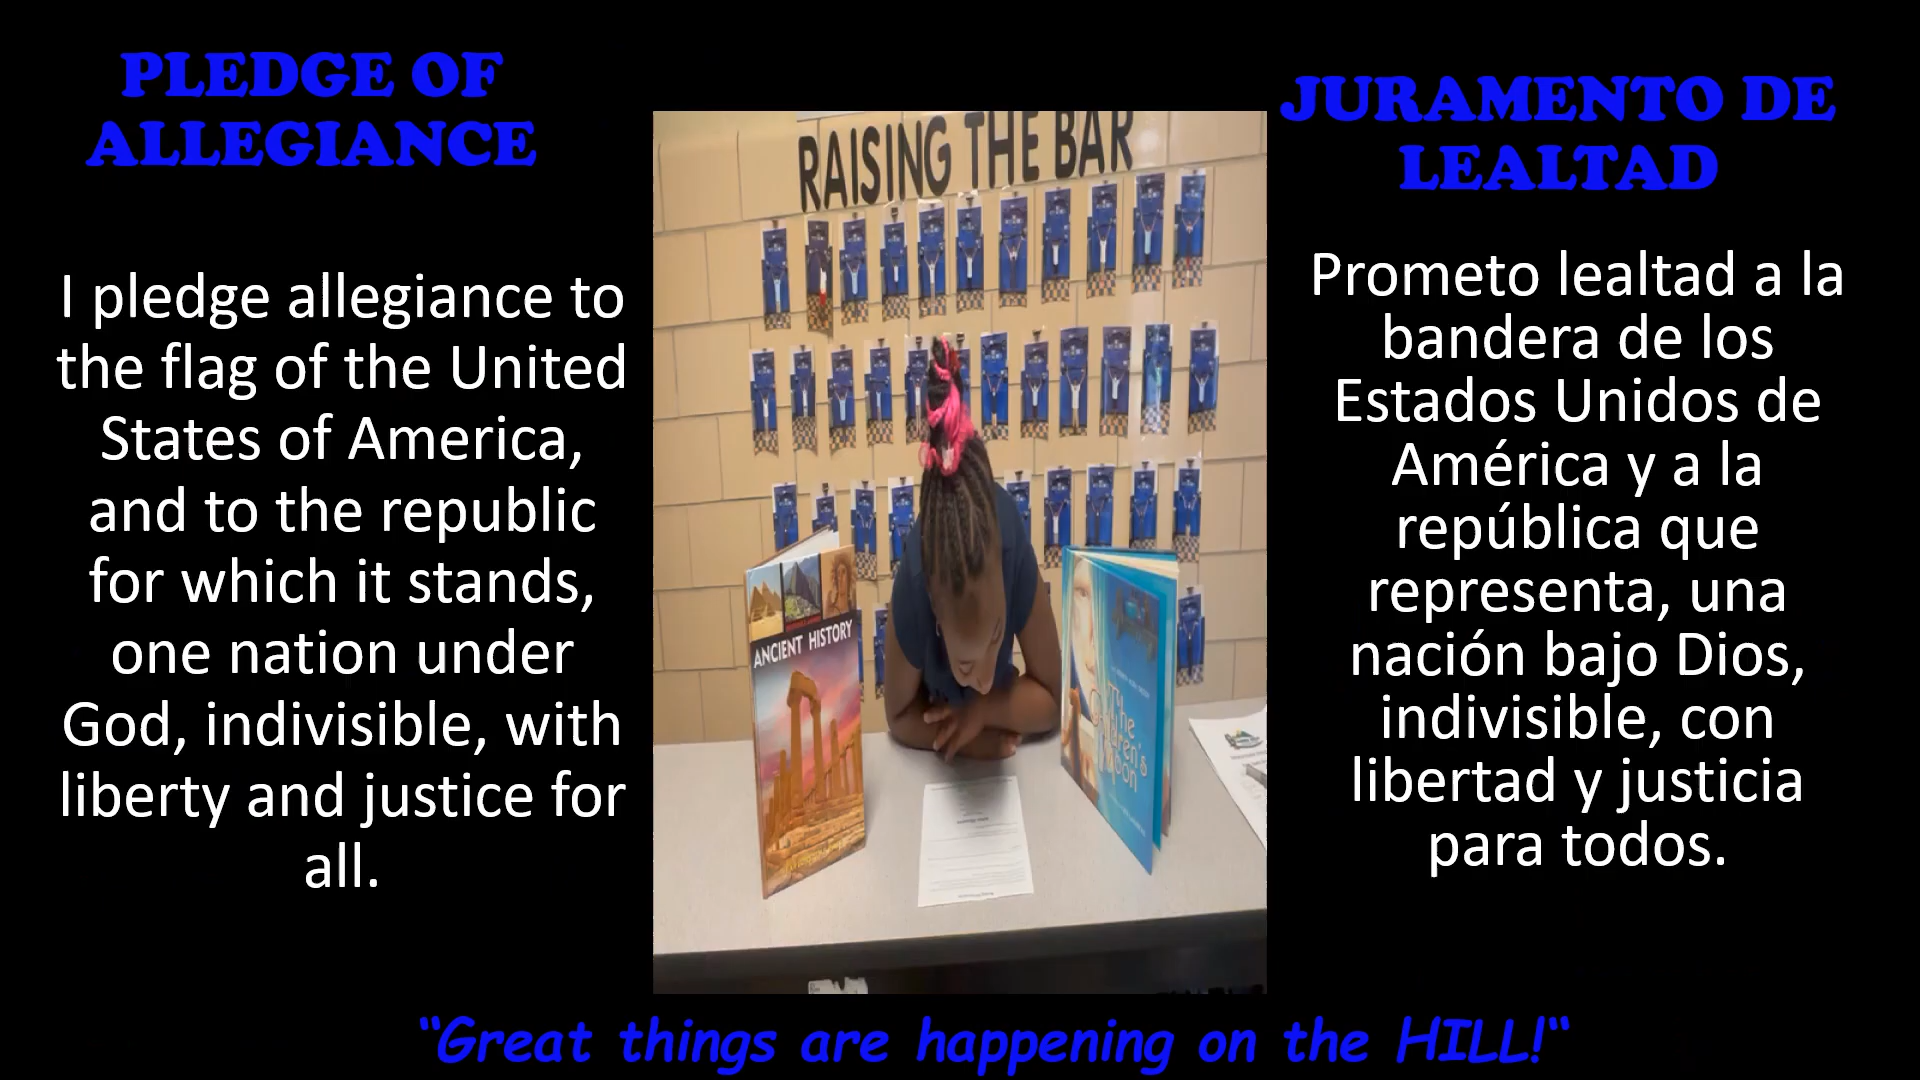 PLEDGE OF
ALLEGIANCE
I pledge allegiance to
the flag of the United
States of America,
and to the republic
for which it stands,
one nation under
God, indivisible, with
liberty and justice for
all.
RAISING THE BAR
ANCIENT HISTORY
The
Children's
Moon
JURAMENTO DE
LEALTAD
Prometo lealtad a la
bandera de los
Estados Unidos de
América y a la
república que
representa, una
nación bajo Dios,
indivisible, con
libertad y justicia
para todos.
“Great things are happening on the HILL!“